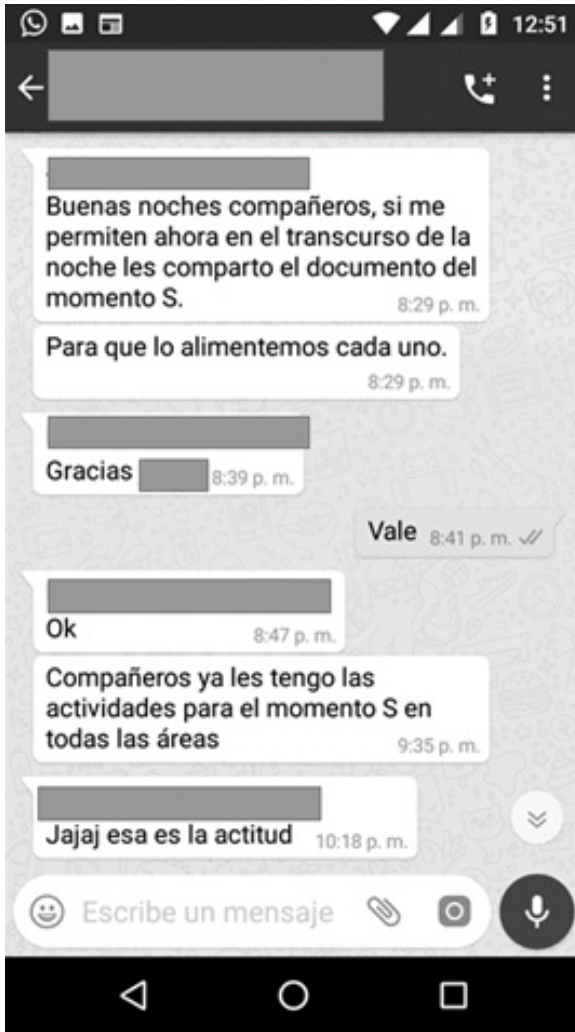 12:51
Buenas noches compañeros, si me
permiten ahora en el transcurso de la
noche les comparto el documento del
momento S.
8:29 p. m.
Para que lo alimentemos cada uno.
8:29 p. m.
Gracias
8:39 p. m.
Vale 8:41 p. m.
Ok
8:47 p. m.
Compañeros ya les tengo las
actividades para el momento S en
todas las áreas
9:35 p. m.
Jajaj esa es la actitud 10:18 p. m.
Escribe un mensaje